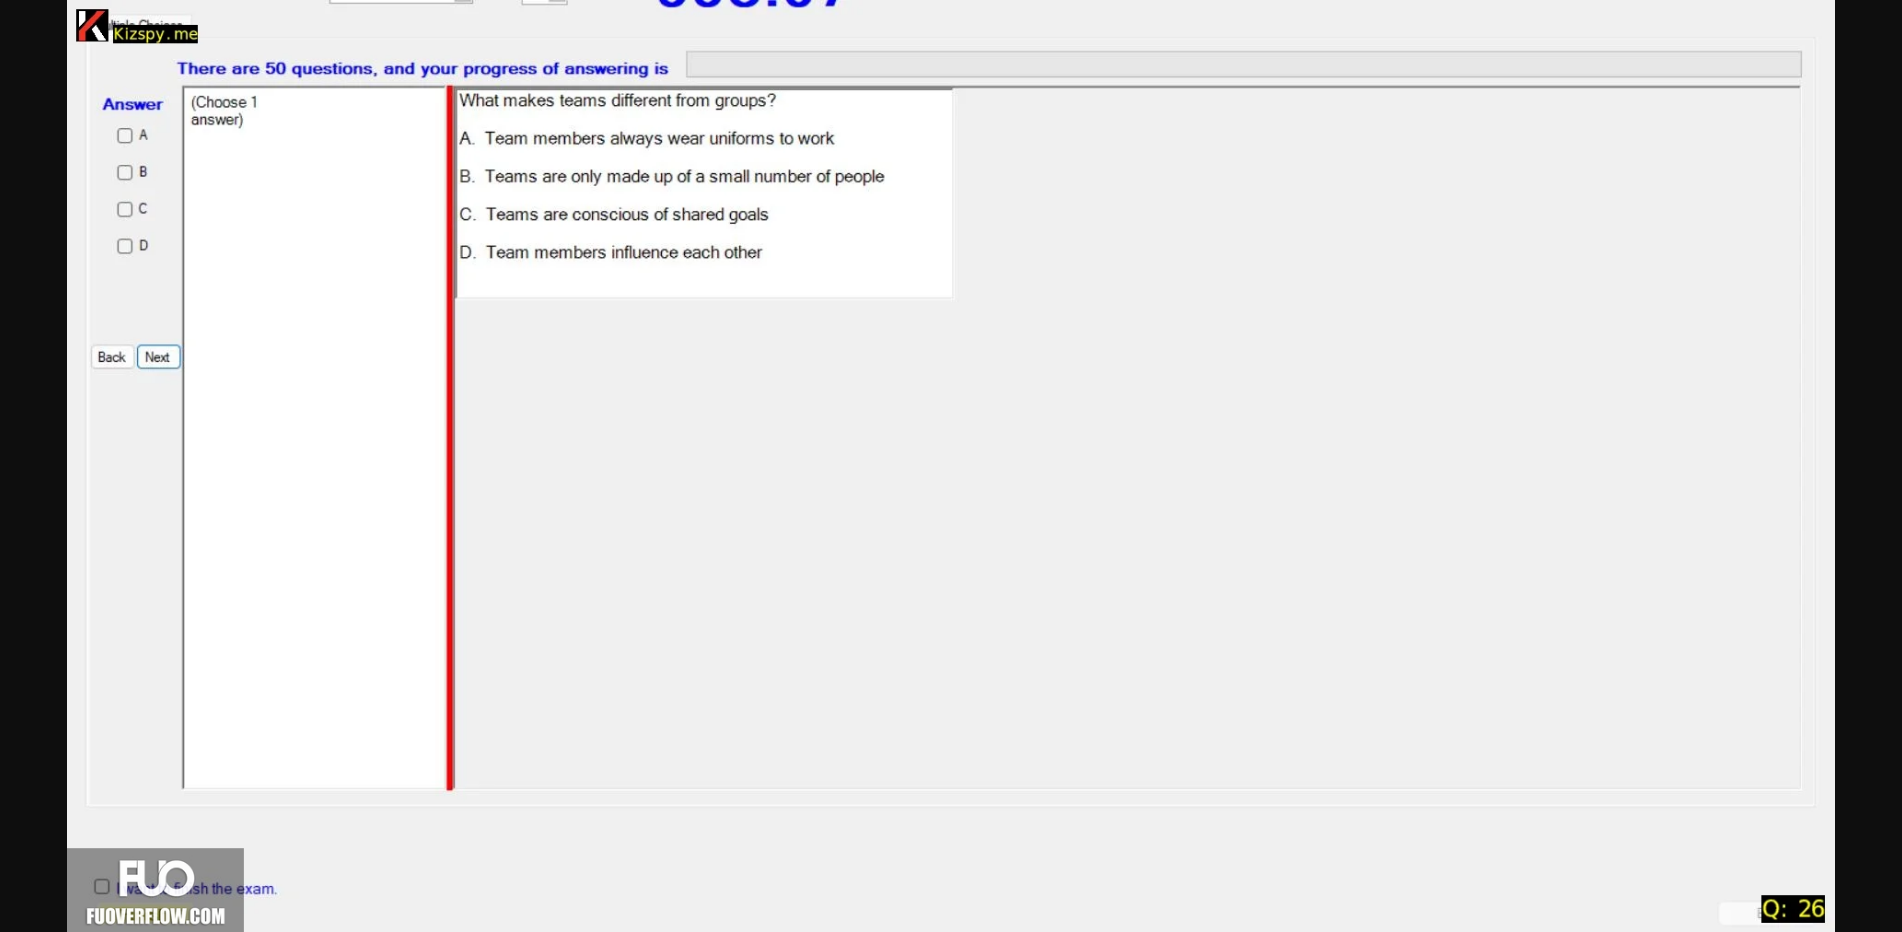 Kizspy.me
There are 50 questions, and your progress of answering is
Answer
(Choose 1
answer)
A
B
C
D
What makes teams different from groups?
A. Team members always wear uniforms to work
B. Teams are only made up of a small number of people
C. Teams are conscious of shared goals
D. Team members influence each other
Back Next
FUO
I want finish the exam.
FUOVERFLOW.COM
Q: 26